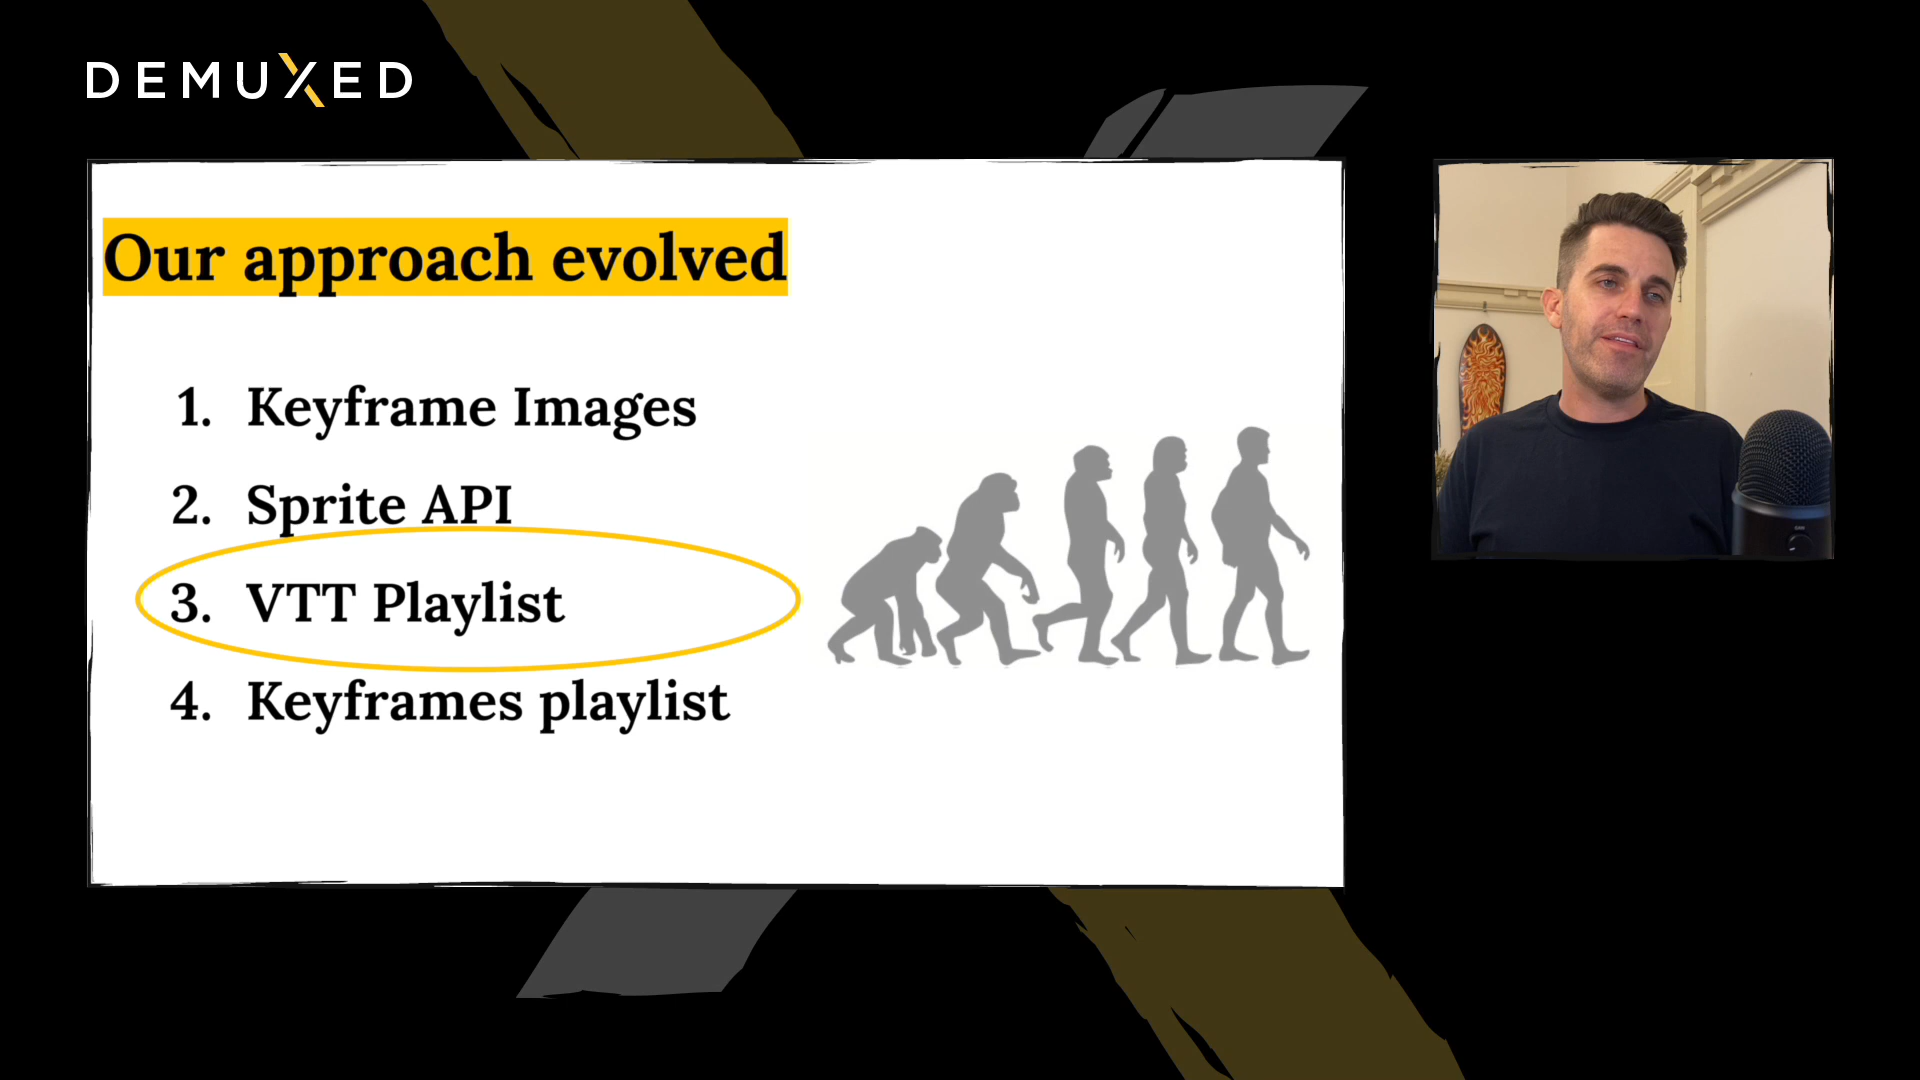 DEMUXED
Our approach evolved
1. Keyframe Images
2. Sprite API
3. VTT Playlist
4. Keyframes playlist